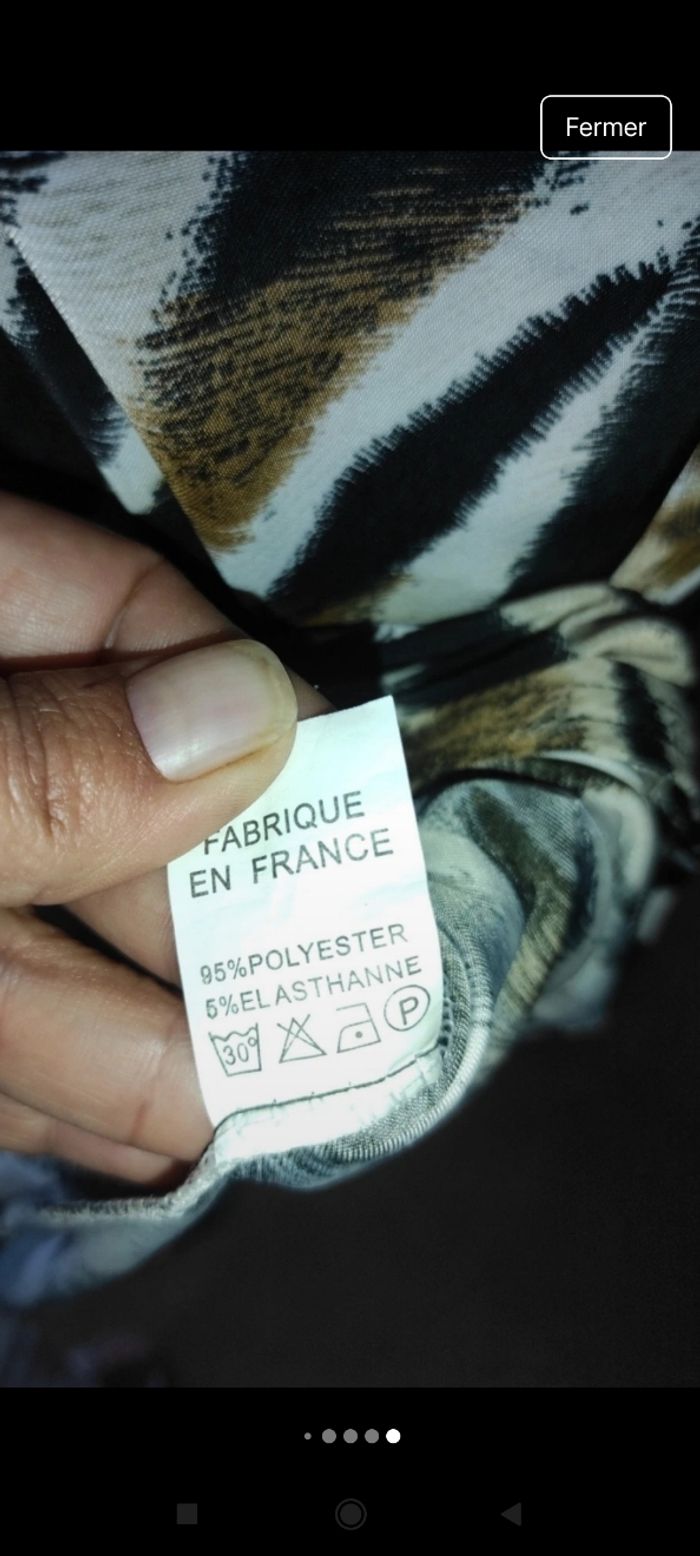 Fermer
FABRIQUE
EN FRANCE
95%POLYESTER
5%ELASTHANNE
30° P